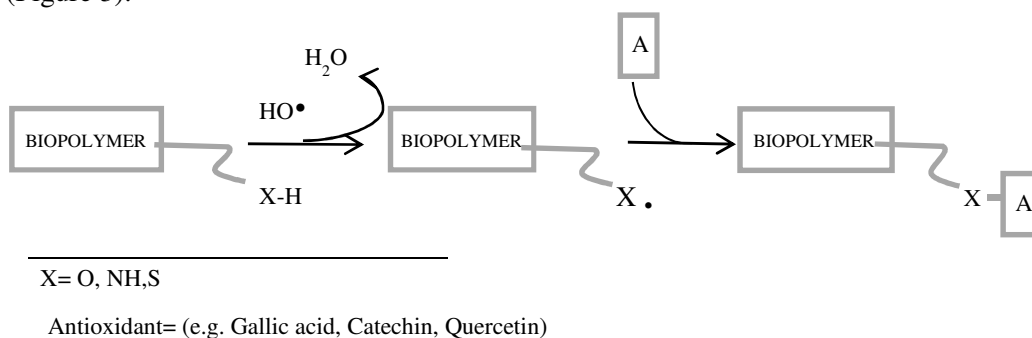 (Figure 3).
A
H2O
HO•
BIOPOLYMER
BIOPOLYMER
BIOPOLYMER
X-H
X •
X
A
X= O, NH,S
Antioxidant= (e.g. Gallic acid, Catechin, Quercetin)